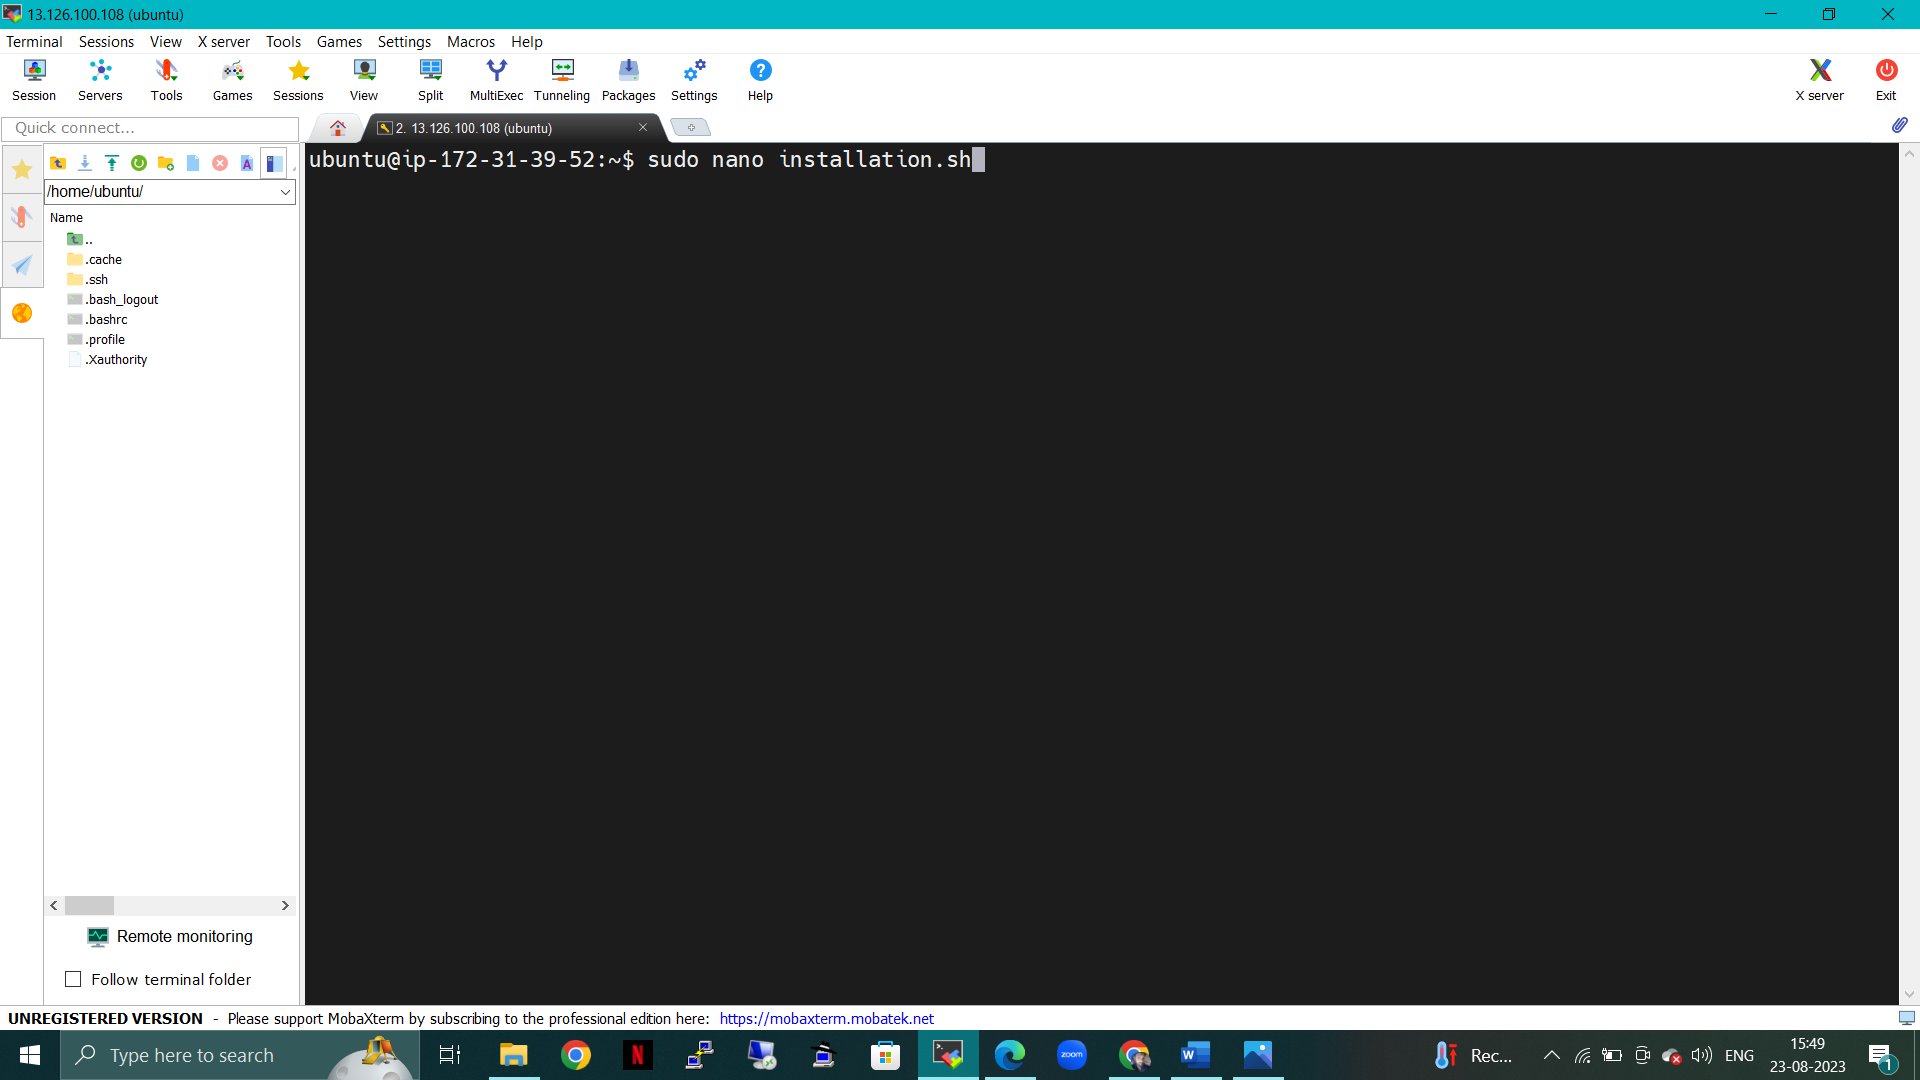 13.126.100.108 (ubuntu)
Terminal Sessions View X server Tools Games Settings Macros Help
Session Servers Tools Games Sessions View Split MultiExec Tunneling Packages Settings Help X server Exit
Quick connect...
2. 13.126.100.108 (ubuntu)
ubuntu@ip-172-31-39-52:~$ sudo nano installation.sh
/home/ubuntu/
Name
..
.cache
.ssh
.bash_logout
.bashrc
.profile
.Xauthority
Remote monitoring
Follow terminal folder
UNREGISTERED VERSION - Please support MobaXterm by subscribing to the professional edition here: https://mobaxterm.mobatek.net
Type here to search
zoom
Rec...
ENG
15:49
23-08-2023
1